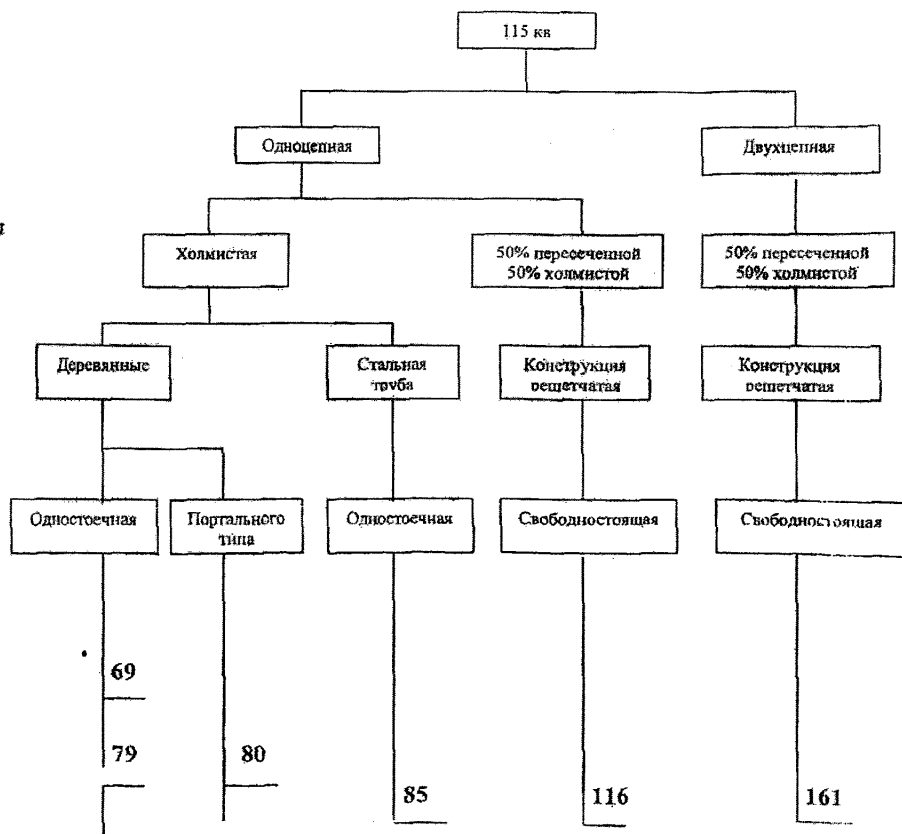 115 кв
Одноцепная
Двухцепная
Холмистая
50% пересеченной
50% холмистой
50% пересеченной
50% холмистой
Деревянные
Стальная
труба
Конструкция
решетчатая
Конструкция
решетчатая
Одностоечная
Портального
типа
Одностоечная
Свободностоящая
Свободностоящая
69
79
80
85
116
161